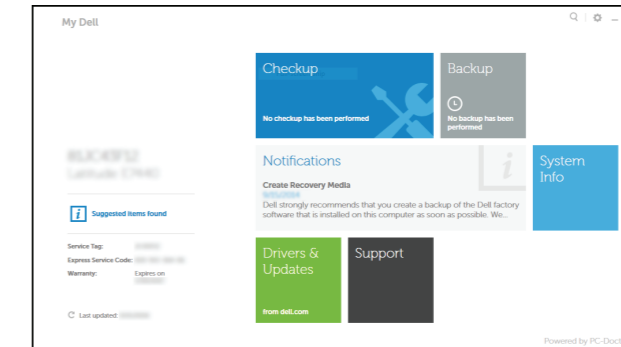 My Dell
Suggested items found
Service Tag:
Express Service Code:
Warranty: Expires on
Last updated:
Checkup
No checkup has been performed
Backup
No backup has been
performed
Notifications
Create Recovery Media
Dell strongly recommends that you create a backup of the Dell factory
software that is installed on this computer as soon as possible. We...
System
Info
Drivers &
Updates
from dell.com
Support
Powered by PC-Doct